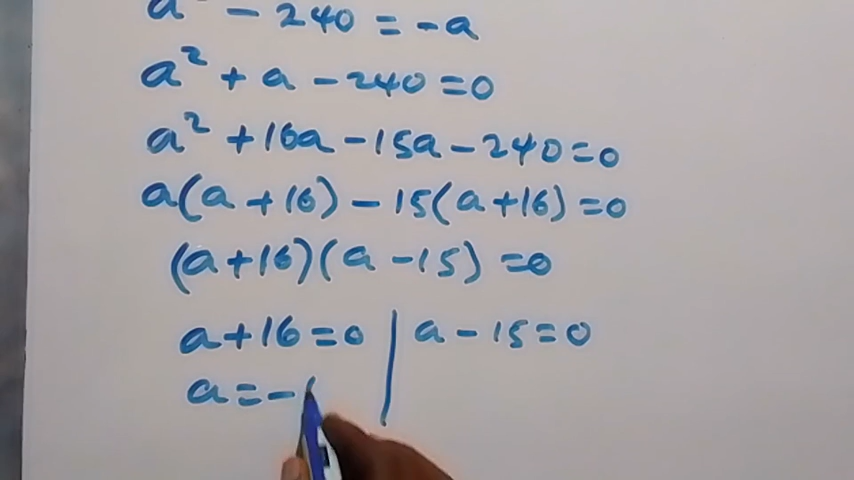 a² - 240 = -a
a² + a - 240 = 0
a² + 16a - 15a - 240 = 0
a(a + 16) - 15(a + 16) = 0
(a + 16)(a - 15) = 0
a + 16 = 0 | a - 15 = 0
a = -1